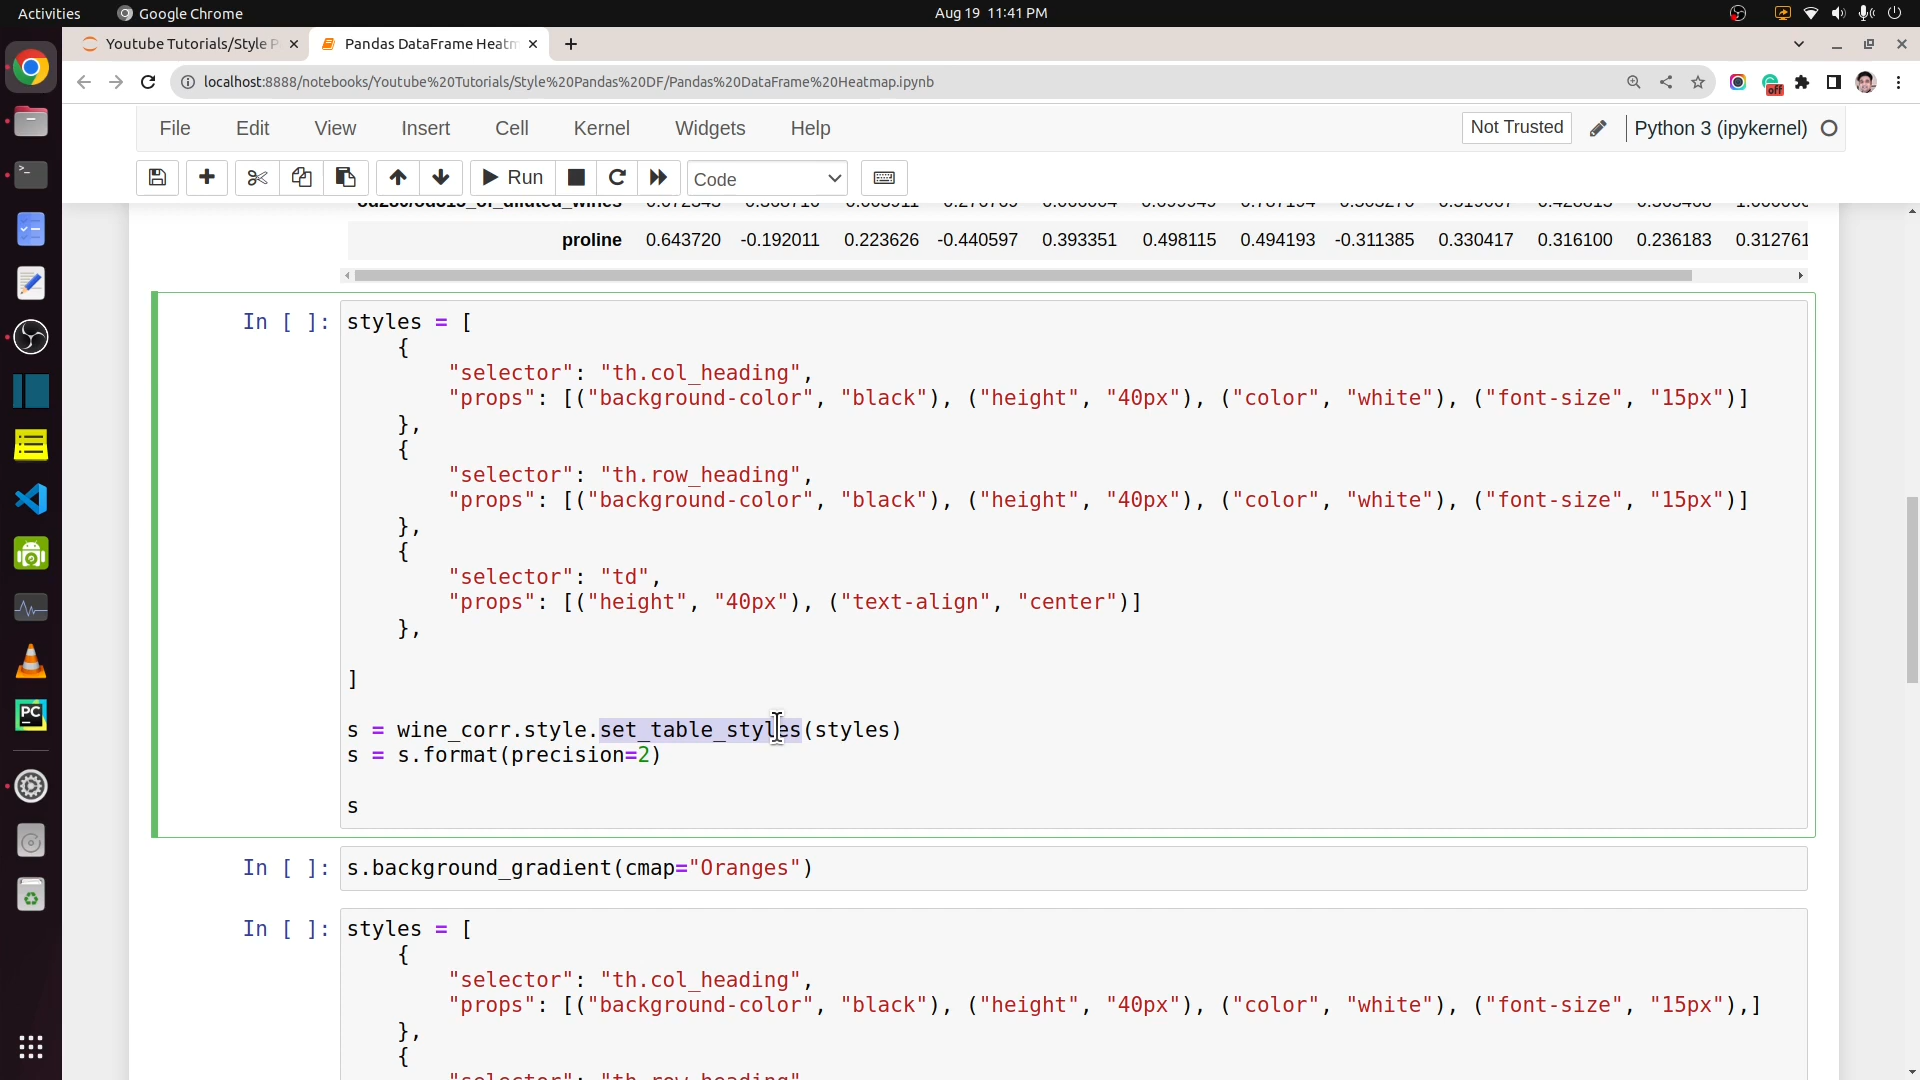 Activities Google Chrome Aug 19 11:41 PM
Youtube Tutorials/Style P Pandas DataFrame Heatm
localhost:8888/notebooks/Youtube%20Tutorials/Style%20Pandas%20DF/Pandas%20DataFrame%20Heatmap.ipynb off
File Edit View Insert Cell Kernel Widgets Help Not Trusted Python 3 (ipykernel)
Run Code
proline 0.643720 -0.192011 0.223626 -0.440597 0.393351 0.498115 0.494193 -0.311385 0.330417 0.316100 0.236183 0.312761
In [ ]: styles = [
{
"selector": "th.col_heading",
"props": [("background-color", "black"), ("height", "40px"), ("color", "white"), ("font-size", "15px")]
},
{
"selector": "th.row_heading",
"props": [("background-color", "black"), ("height", "40px"), ("color", "white"), ("font-size", "15px")]
},
{
"selector": "td",
"props": [("height", "40px"), ("text-align", "center")]
},
]
s = wine_corr.style.set_table_styles(styles)
s = s.format(precision=2)
s
In [ ]: s.background_gradient(cmap="Oranges")
In [ ]: styles = [
{
"selector": "th.col_heading",
"props": [("background-color", "black"), ("height", "40px"), ("color", "white"), ("font-size", "15px"),]
},
{
PC